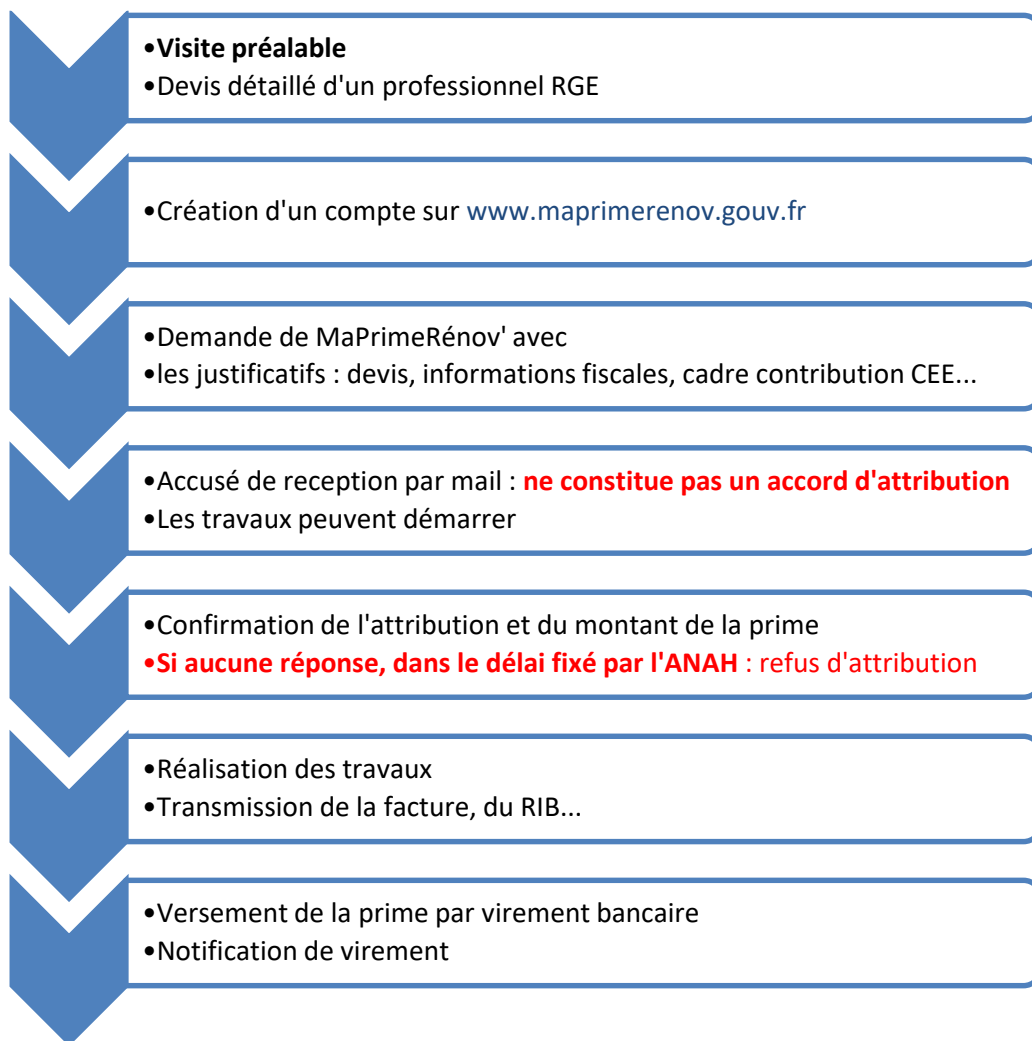 •Visite préalable
•Devis détaillé d'un professionnel RGE
•Création d'un compte sur www.maprimerenov.gouv.fr
•Demande de MaPrimeRénov' avec
•les justificatifs : devis, informations fiscales, cadre contribution CEE...
•Accusé de reception par mail : ne constitue pas un accord d'attribution
•Les travaux peuvent démarrer
•Confirmation de l'attribution et du montant de la prime
•Si aucune réponse, dans le délai fixé par l'ANAH : refus d'attribution
•Réalisation des travaux
•Transmission de la facture, du RIB...
•Versement de la prime par virement bancaire
•Notification de virement